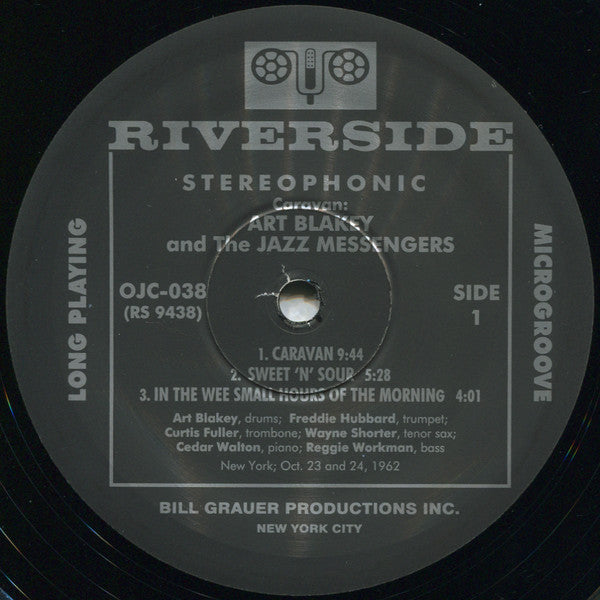 RIVERSIDE
STEREOPHONIC
Caravan:
ART BLAKEY
and The JAZZ MESSENGERS
LONG PLAYING
MICROGROOVE
OJC-038
(RS 9438)
SIDE
1
1. CARAVAN 9:44
2. SWEET 'N' SOUR 5:28
3. IN THE WEE SMALL HOURS OF THE MORNING 4:01
Art Blakey, drums; Freddie Hubbard, trumpet;
Curtis Fuller, trombone; Wayne Shorter, tenor sax;
Cedar Walton, piano; Reggie Workman, bass
New York; Oct. 23 and 24, 1962
BILL GRAUER PRODUCTIONS INC.
NEW YORK CITY